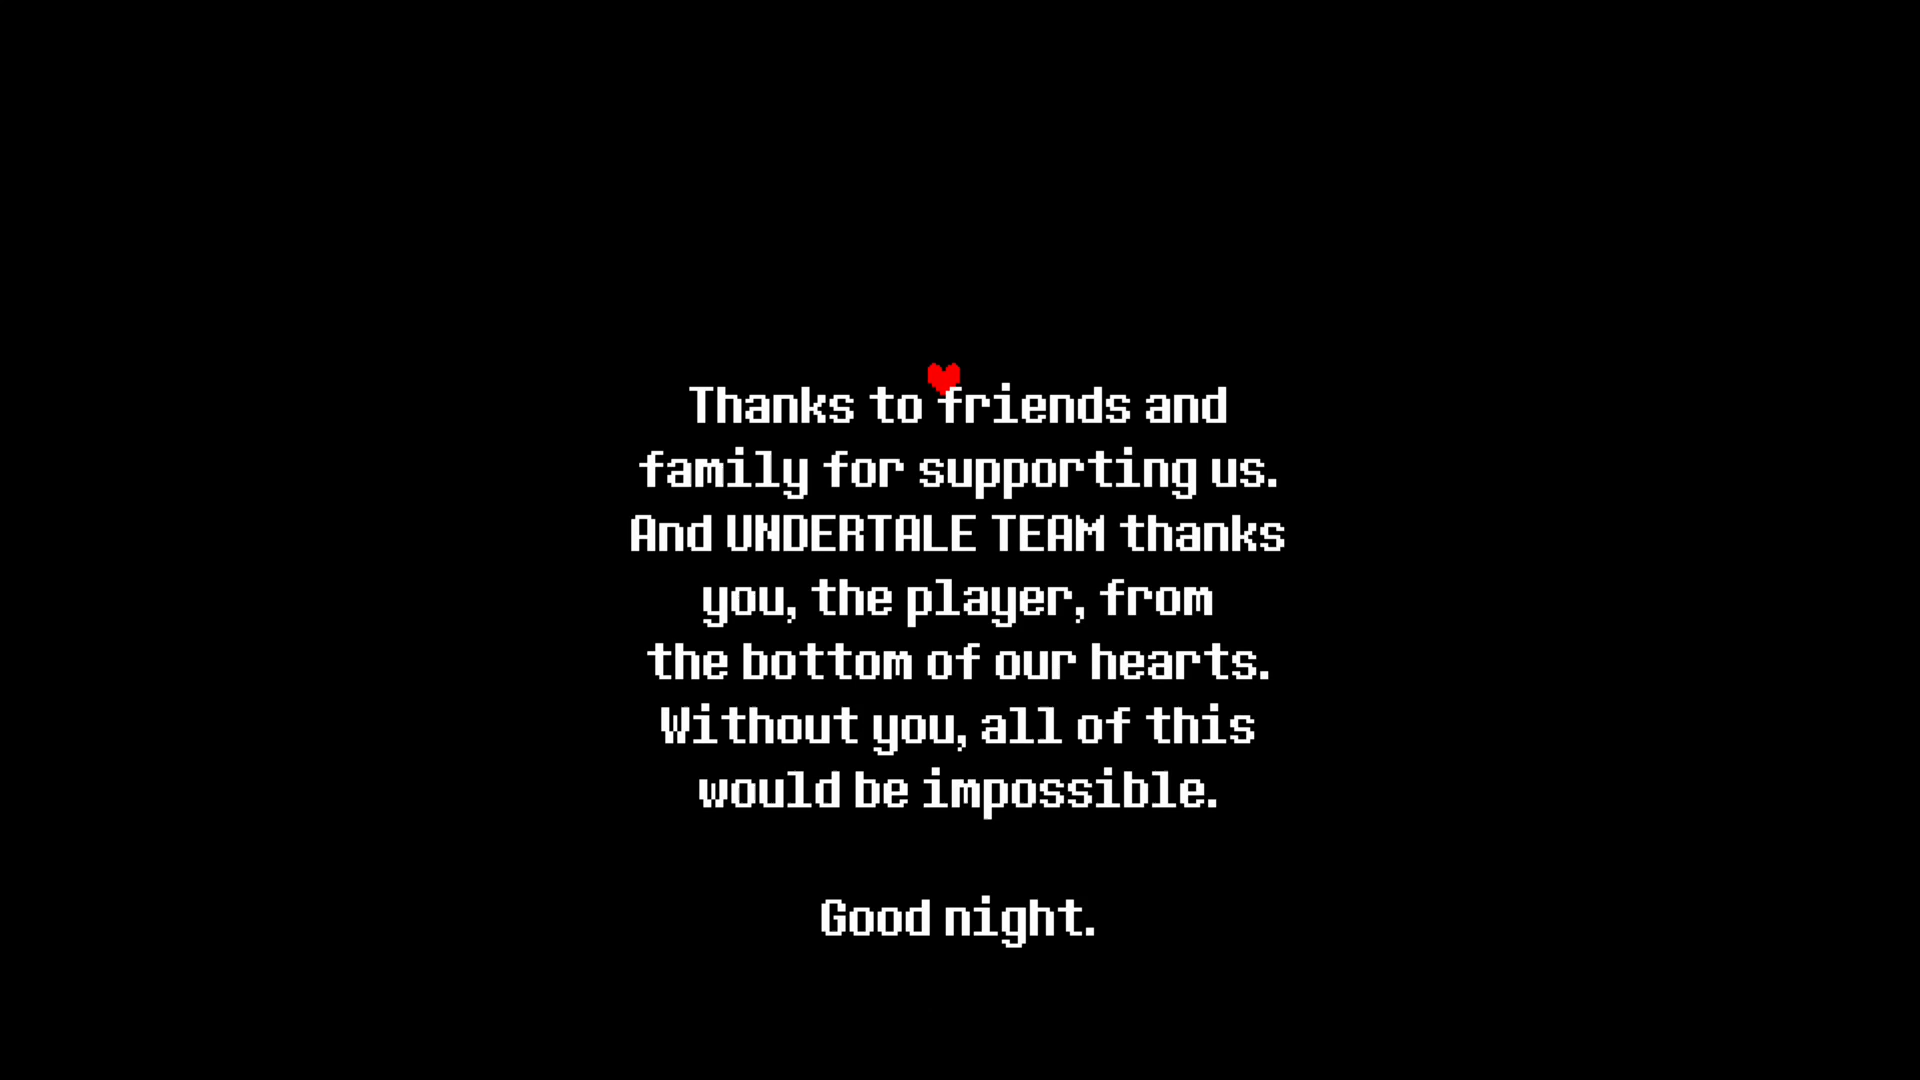 Thanks to friends and
family for supporting us.
And UNDERTALE TEAM thanks
you, the player, from
the bottom of our hearts.
Without you, all of this
would be impossible.
Good night.